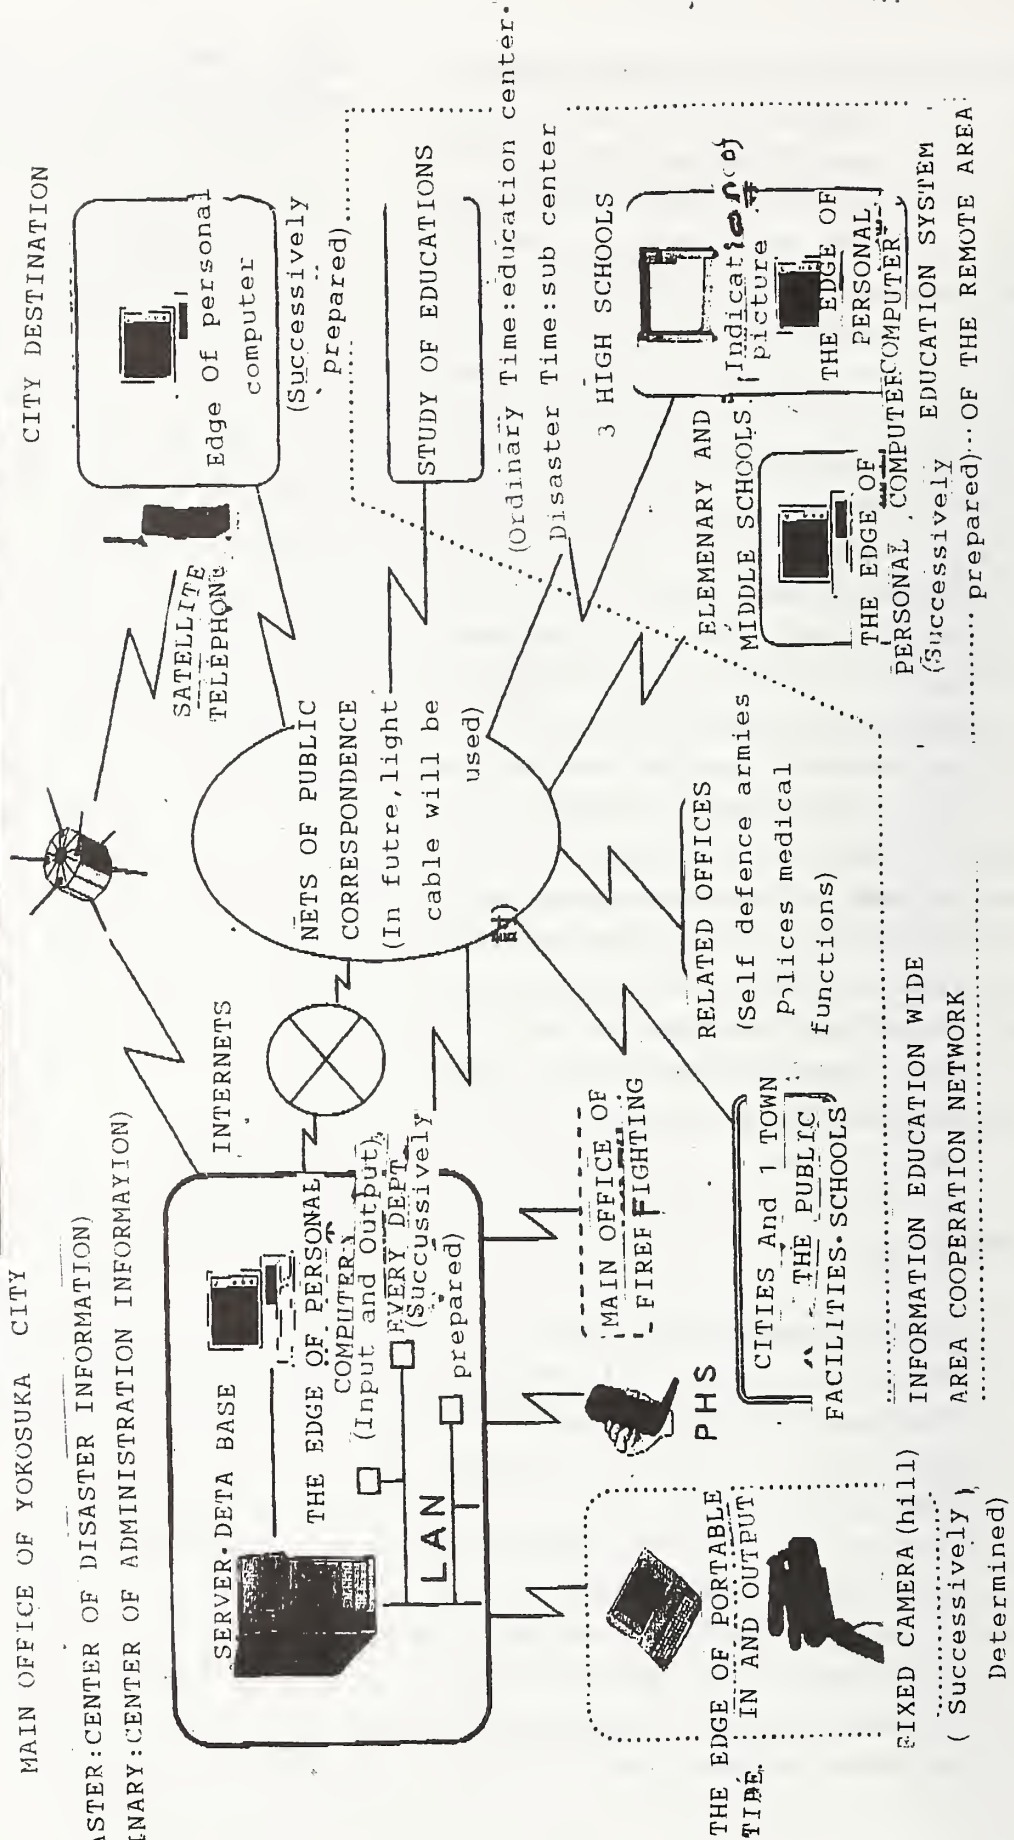 MAIN OFFICE OF YOKOSUKA CITY
ASTER:CENTER OF DISASTER INFORMATION)
INARY:CENTER OF ADMINISTRATION INFORMAYION)
CITY DESTINATION
SERVER·DETA BASE
THE EDGE OF PERSONAL
COMPUTER
(Input and Output)
EVERY DEPT
(Succussively
prepared)
LAN
INTERNETS
SATELLITE
TELEPHONE
Edge Of personal
computer
(Successively
prepared)
NETS OF PUBLIC
CORRESPONDENCE
(In futre,light
cable will be
used)
討)
STUDY OF EDUCATIONS
(Ordinary Time:education center.
Disaster Time:sub center
3 HIGH SCHOOLS
Indication of
picture
THE EDGE OF
PERSONAL
COMPUTER
ELEMENARY AND
MIDDLE SCHOOLS
THE EDGE OF
PERSONAL COMPUTER
(Successively
prepared)
EDUCATION SYSTEM
OF THE REMOTE AREA
RELATED OFFICES
(Self defence armies
Polices medical
functions)
MAIN OFFICE OF
FIREFIGHTING
PHS
CITIES And 1 TOWN
THE PUBLIC
FACILITIES·SCHOOLS
INFORMATION EDUCATION WIDE
AREA COOPERATION NETWORK
THE EDGE OF PORTABLE
TIPE. IN AND OUTPUT
FIXED CAMERA(hill)
( Successively )
Determined)